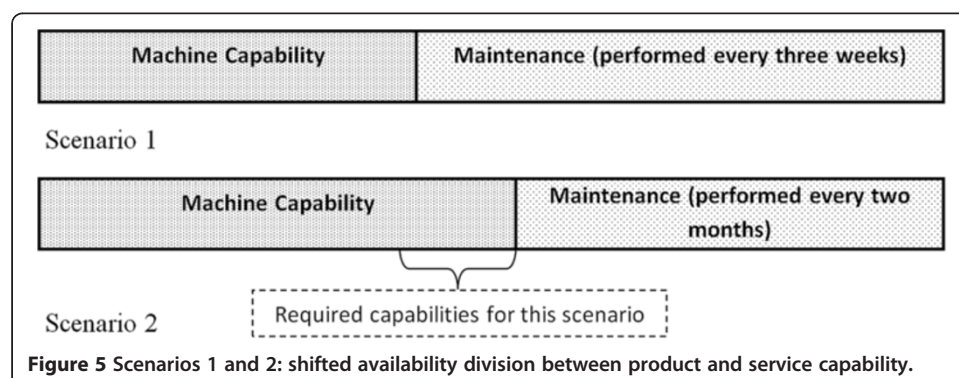 Machine Capability
Maintenance (performed every three weeks)
Scenario 1
Machine Capability
Maintenance (performed every two
months)
Required capabilities for this scenario
Scenario 2
Figure 5 Scenarios 1 and 2: shifted availability division between product and service capability.